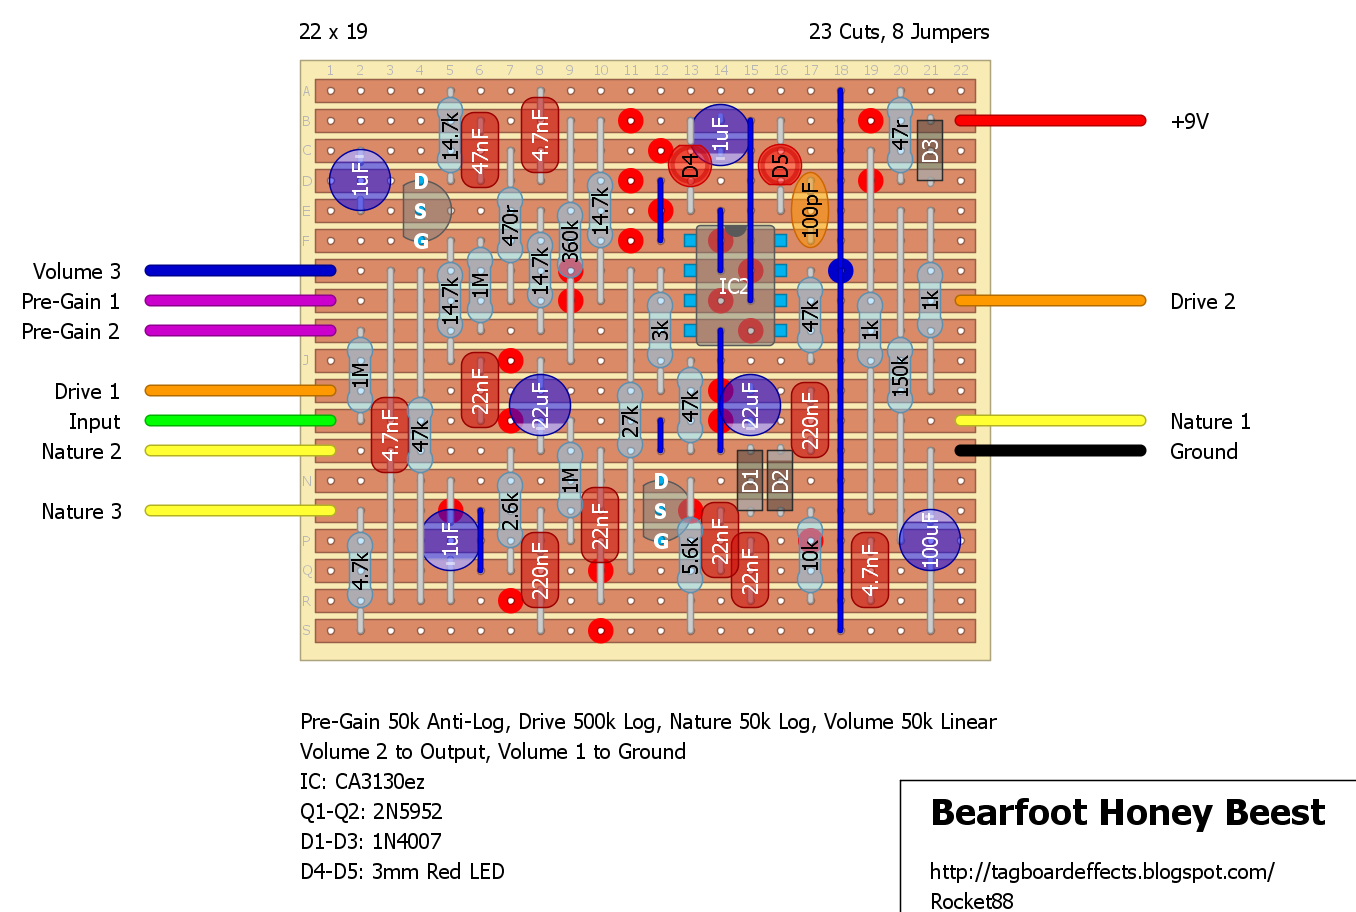 22 x 19
23 Cuts, 8 Jumpers
1 2 3 4 5 6 7 8 9 10 11 12 13 14 15 16 17 18 19 20 21 22
A
B
C
D
E
F
J
N
P
Q
R
S
14.7k
47nF
4.7nF
1uF
47r
D3
+9V
1uF
D
S
G
470r
360k
14.7k
D4
D5
100pF
Volume 3
Pre-Gain 1
Pre-Gain 2
14.7k
1M
14.7k
3k
IC2
47k
1k
1k
Drive 2
1M
22nF
150k
Drive 1
Input
Nature 2
4.7nF
47k
22uF
27k
47k
22uF
220nF
Nature 1
Ground
Nature 3
2.6k
1M
D
S
G
D1
D2
4.7k
1uF
220nF
22nF
5.6k
22nF
22nF
10k
4.7nF
100uF
Pre-Gain 50k Anti-Log, Drive 500k Log, Nature 50k Log, Volume 50k Linear
Volume 2 to Output, Volume 1 to Ground
IC: CA3130ez
Q1-Q2: 2N5952
D1-D3: 1N4007
D4-D5: 3mm Red LED
Bearfoot Honey Beest
http://tagboardeffects.blogspot.com/
Rocket88